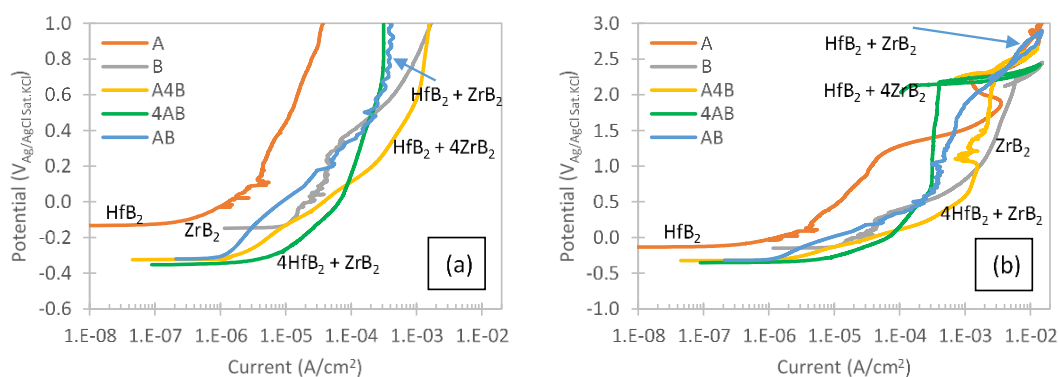 (a)
Potential (V Ag/AgCl Sat.KCl)
1.0
0.8
0.6
0.4
0.2
0.0
-0.2
-0.4
-0.6
A
B
A4B
4AB
AB
HfB2 + ZrB2
HfB2 + 4ZrB2
HfB2
ZrB2
4HfB2 + ZrB2
1.E-08 1.E-07 1.E-06 1.E-05 1.E-04 1.E-03 1.E-02
Current (A/cm2)
(b)
Potential (V Ag/AgCl Sat.KCl)
3.0
2.5
2.0
1.5
1.0
0.5
0.0
-0.5
-1.0
A
B
A4B
4AB
AB
HfB2 + ZrB2
HfB2 + 4ZrB2
ZrB2
4HfB2 + ZrB2
HfB2
1.E-08 1.E-07 1.E-06 1.E-05 1.E-04 1.E-03 1.E-02
Current (A/cm2)